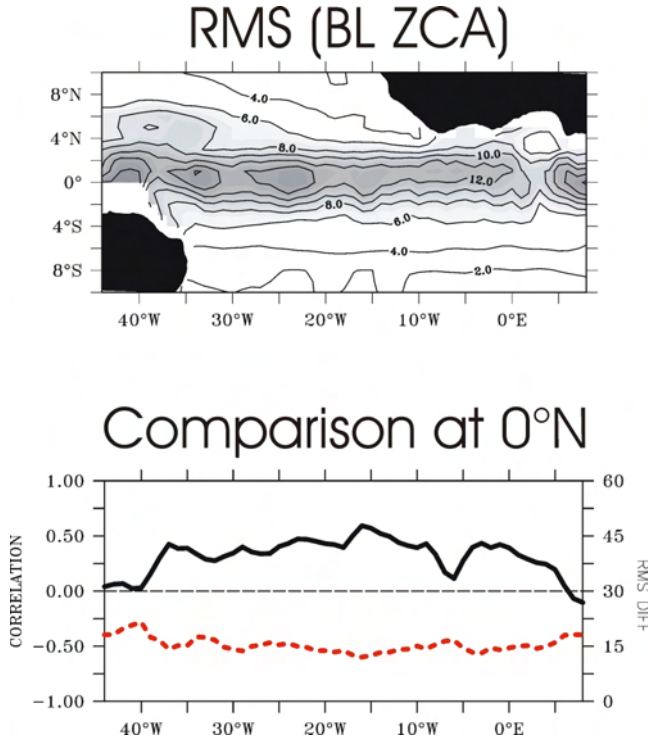 RMS (BL ZCA)
8°N
4°N
0°
4°S
8°S
4.0
6.0
8.0
10.0
12.0
8.0
6.0
4.0
2.0
40°W 30°W 20°W 10°W 0°E
Comparison at 0°N
1.00
0.50
0.00
−0.50
−1.00
CORRELATION
60
45
30
15
0
RMS DIFF
40°W 30°W 20°W 10°W 0°E